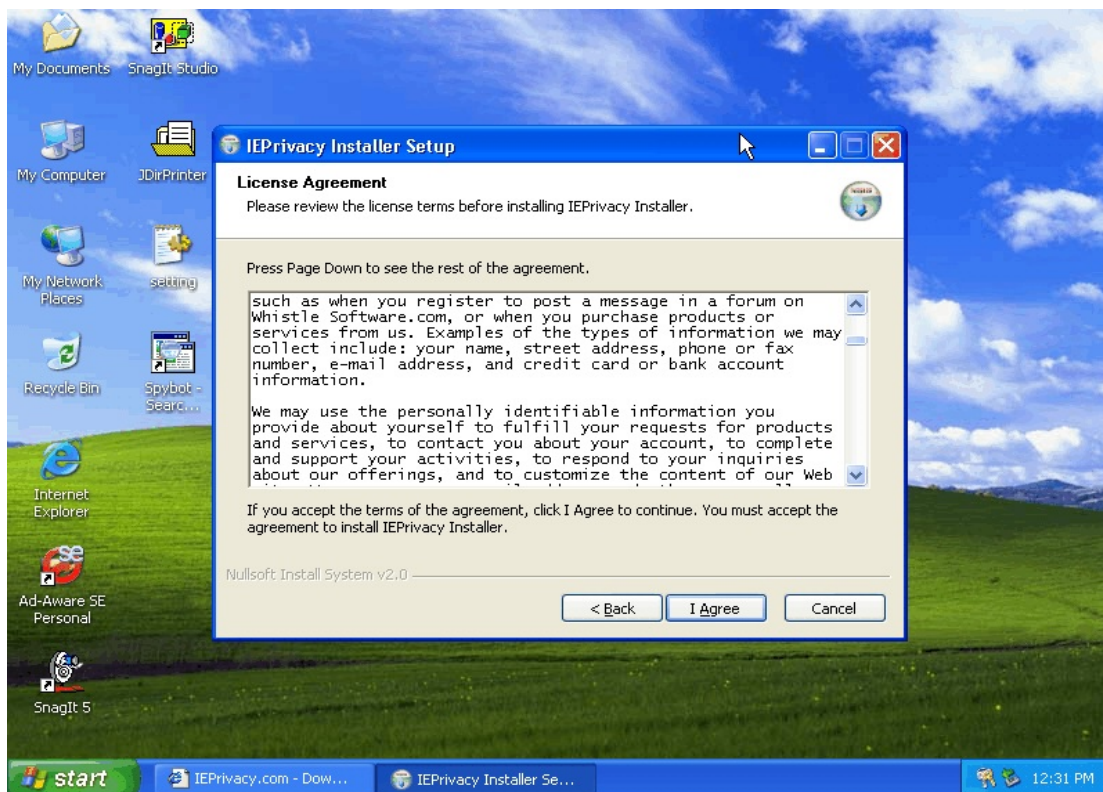 My Documents
SnagIt Studio
My Computer
JDirPrinter
My Network
Places
setting
Recycle Bin
Spybot -
Searc...
Internet
Explorer
Ad-Aware SE
Personal
SnagIt 5
IEPrivacy Installer Setup
License Agreement
Please review the license terms before installing IEPrivacy Installer.
Press Page Down to see the rest of the agreement.
such as when you register to post a message in a forum on
Whistle Software.com, or when you purchase products or
services from us. Examples of the types of information we may
collect include: your name, street address, phone or fax
number, e-mail address, and credit card or bank account
information.
We may use the personally identifiable information you
provide about yourself to fulfill your requests for products
and services, to contact you about your account, to complete
and support your activities, to respond to your inquiries
about our offerings, and to customize the content of our Web
If you accept the terms of the agreement, click I Agree to continue. You must accept the
agreement to install IEPrivacy Installer.
Nullsoft Install System v2.0
< Back
I Agree
Cancel
start
IEPrivacy.com - Dow...
IEPrivacy Installer Se...
12:31 PM